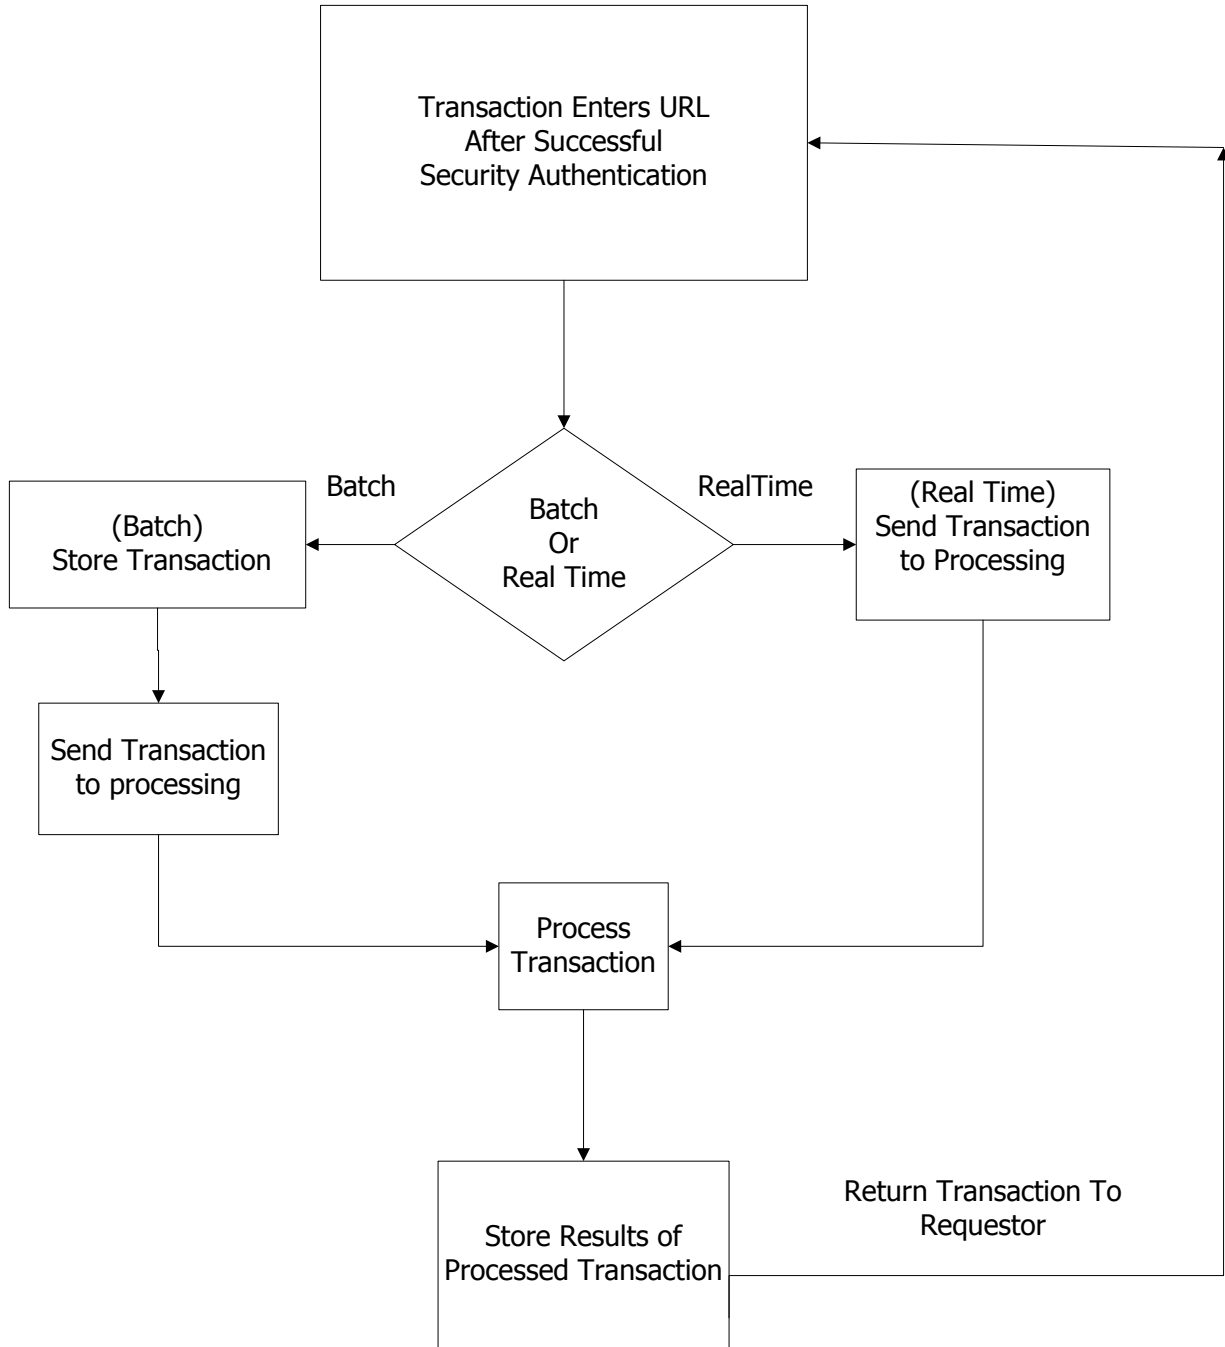 Transaction Enters URL
After Successful
Security Authentication
Batch
RealTime
(Batch)
Store Transaction
Batch
Or
Real Time
(Real Time)
Send Transaction
to Processing
Send Transaction
to processing
Process
Transaction
Store Results of
Processed Transaction
Return Transaction To
Requestor